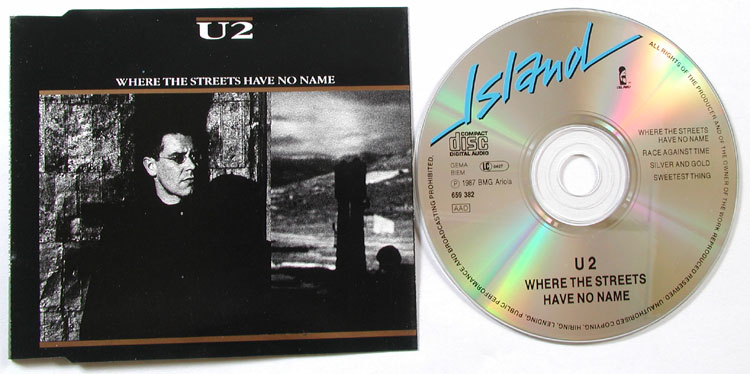 U2
WHERE THE STREETS HAVE NO NAME
Island
ISLAND
COMPACT
disc
DIGITAL AUDIO
GEMA
BIEM
LC 0407
℗ 1987 BMG Ariola
659 382
AAD
WHERE THE STREETS
HAVE NO NAME
RACE AGAINST TIME
SILVER AND GOLD
SWEETEST THING
U2
WHERE THE STREETS
HAVE NO NAME
ALL RIGHTS OF THE PRODUCER AND OF THE OWNER OF THE WORK REPRODUCED RESERVED. UNAUTHORISED COPYING, HIRING, LENDING, PUBLIC PERFORMANCE AND BROADCASTING PROHIBITED.